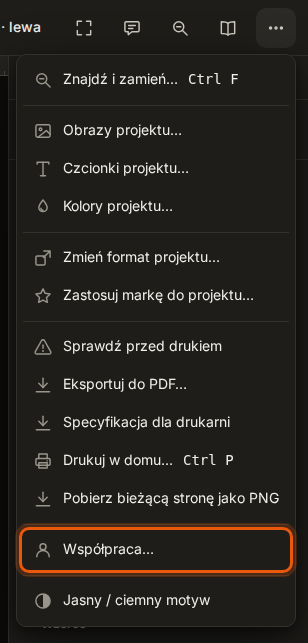 · lewa
Znajdź i zamień... Ctrl F
Obrazy projektu...
Czcionki projektu...
Kolory projektu...
Zmień format projektu...
Zastosuj markę do projektu...
Sprawdź przed drukiem
Eksportuj do PDF...
Specyfikacja dla drukarni
Drukuj w domu... Ctrl P
Pobierz bieżącą stronę jako PNG
Współpraca...
Jasny / ciemny motyw